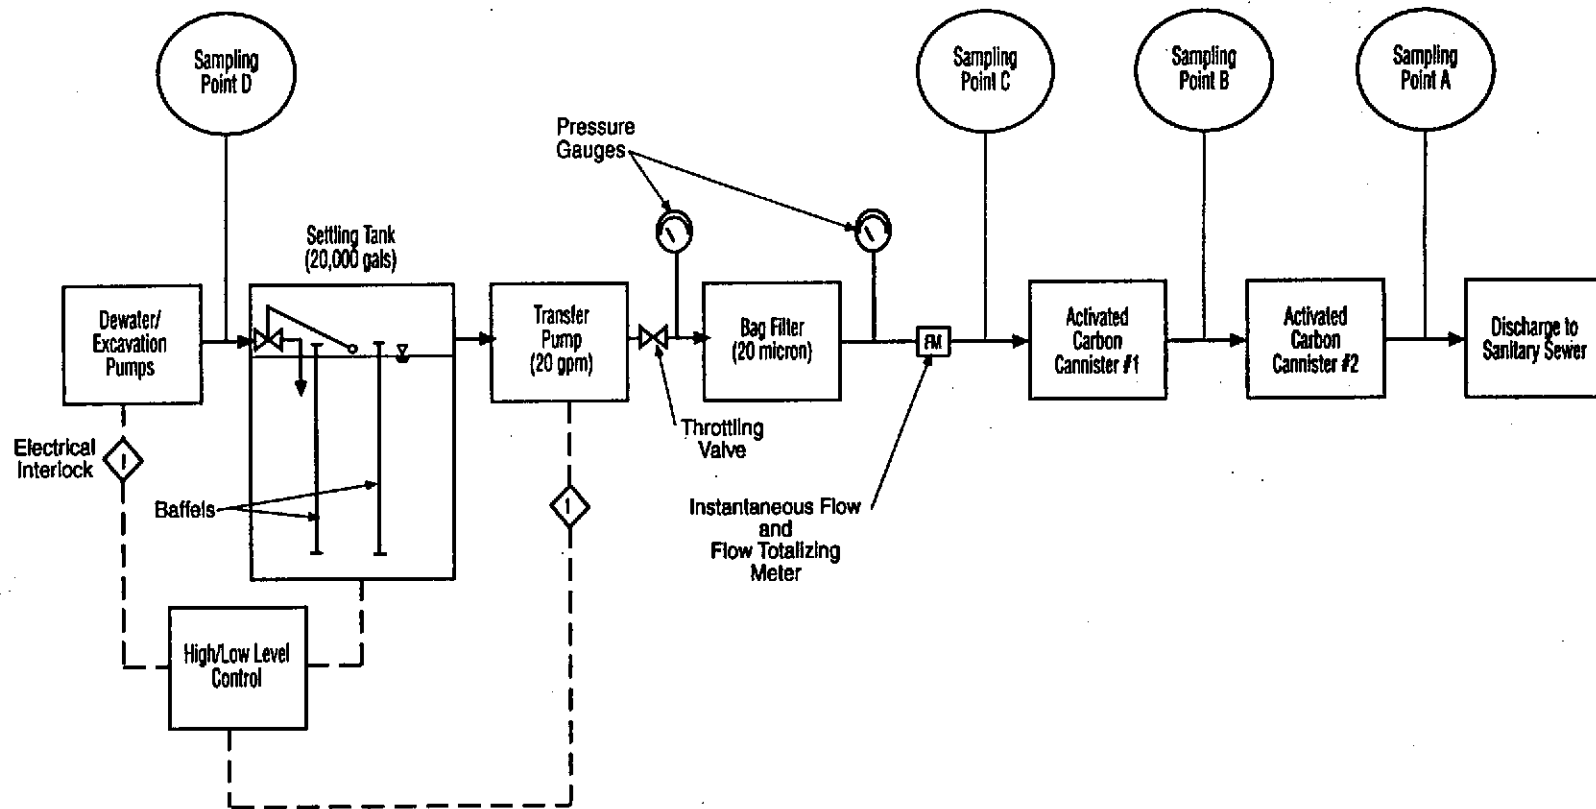 Sampling
Point D
Sampling
Point C
Sampling
Point B
Sampling
Point A
Pressure
Gauges
Settling Tank
(20,000 gals)
Dewater/
Excavation
Pumps
Transfer
Pump
(20 gpm)
Bag Filter
(20 micron)
FM
Activated
Carbon
Cannister #1
Activated
Carbon
Cannister #2
Discharge to
Sanitary Sewer
Throttling
Valve
Electrical
Interlock
I
Baffels
I
Instantaneous Flow
and
Flow Totalizing
Meter
High/Low Level
Control